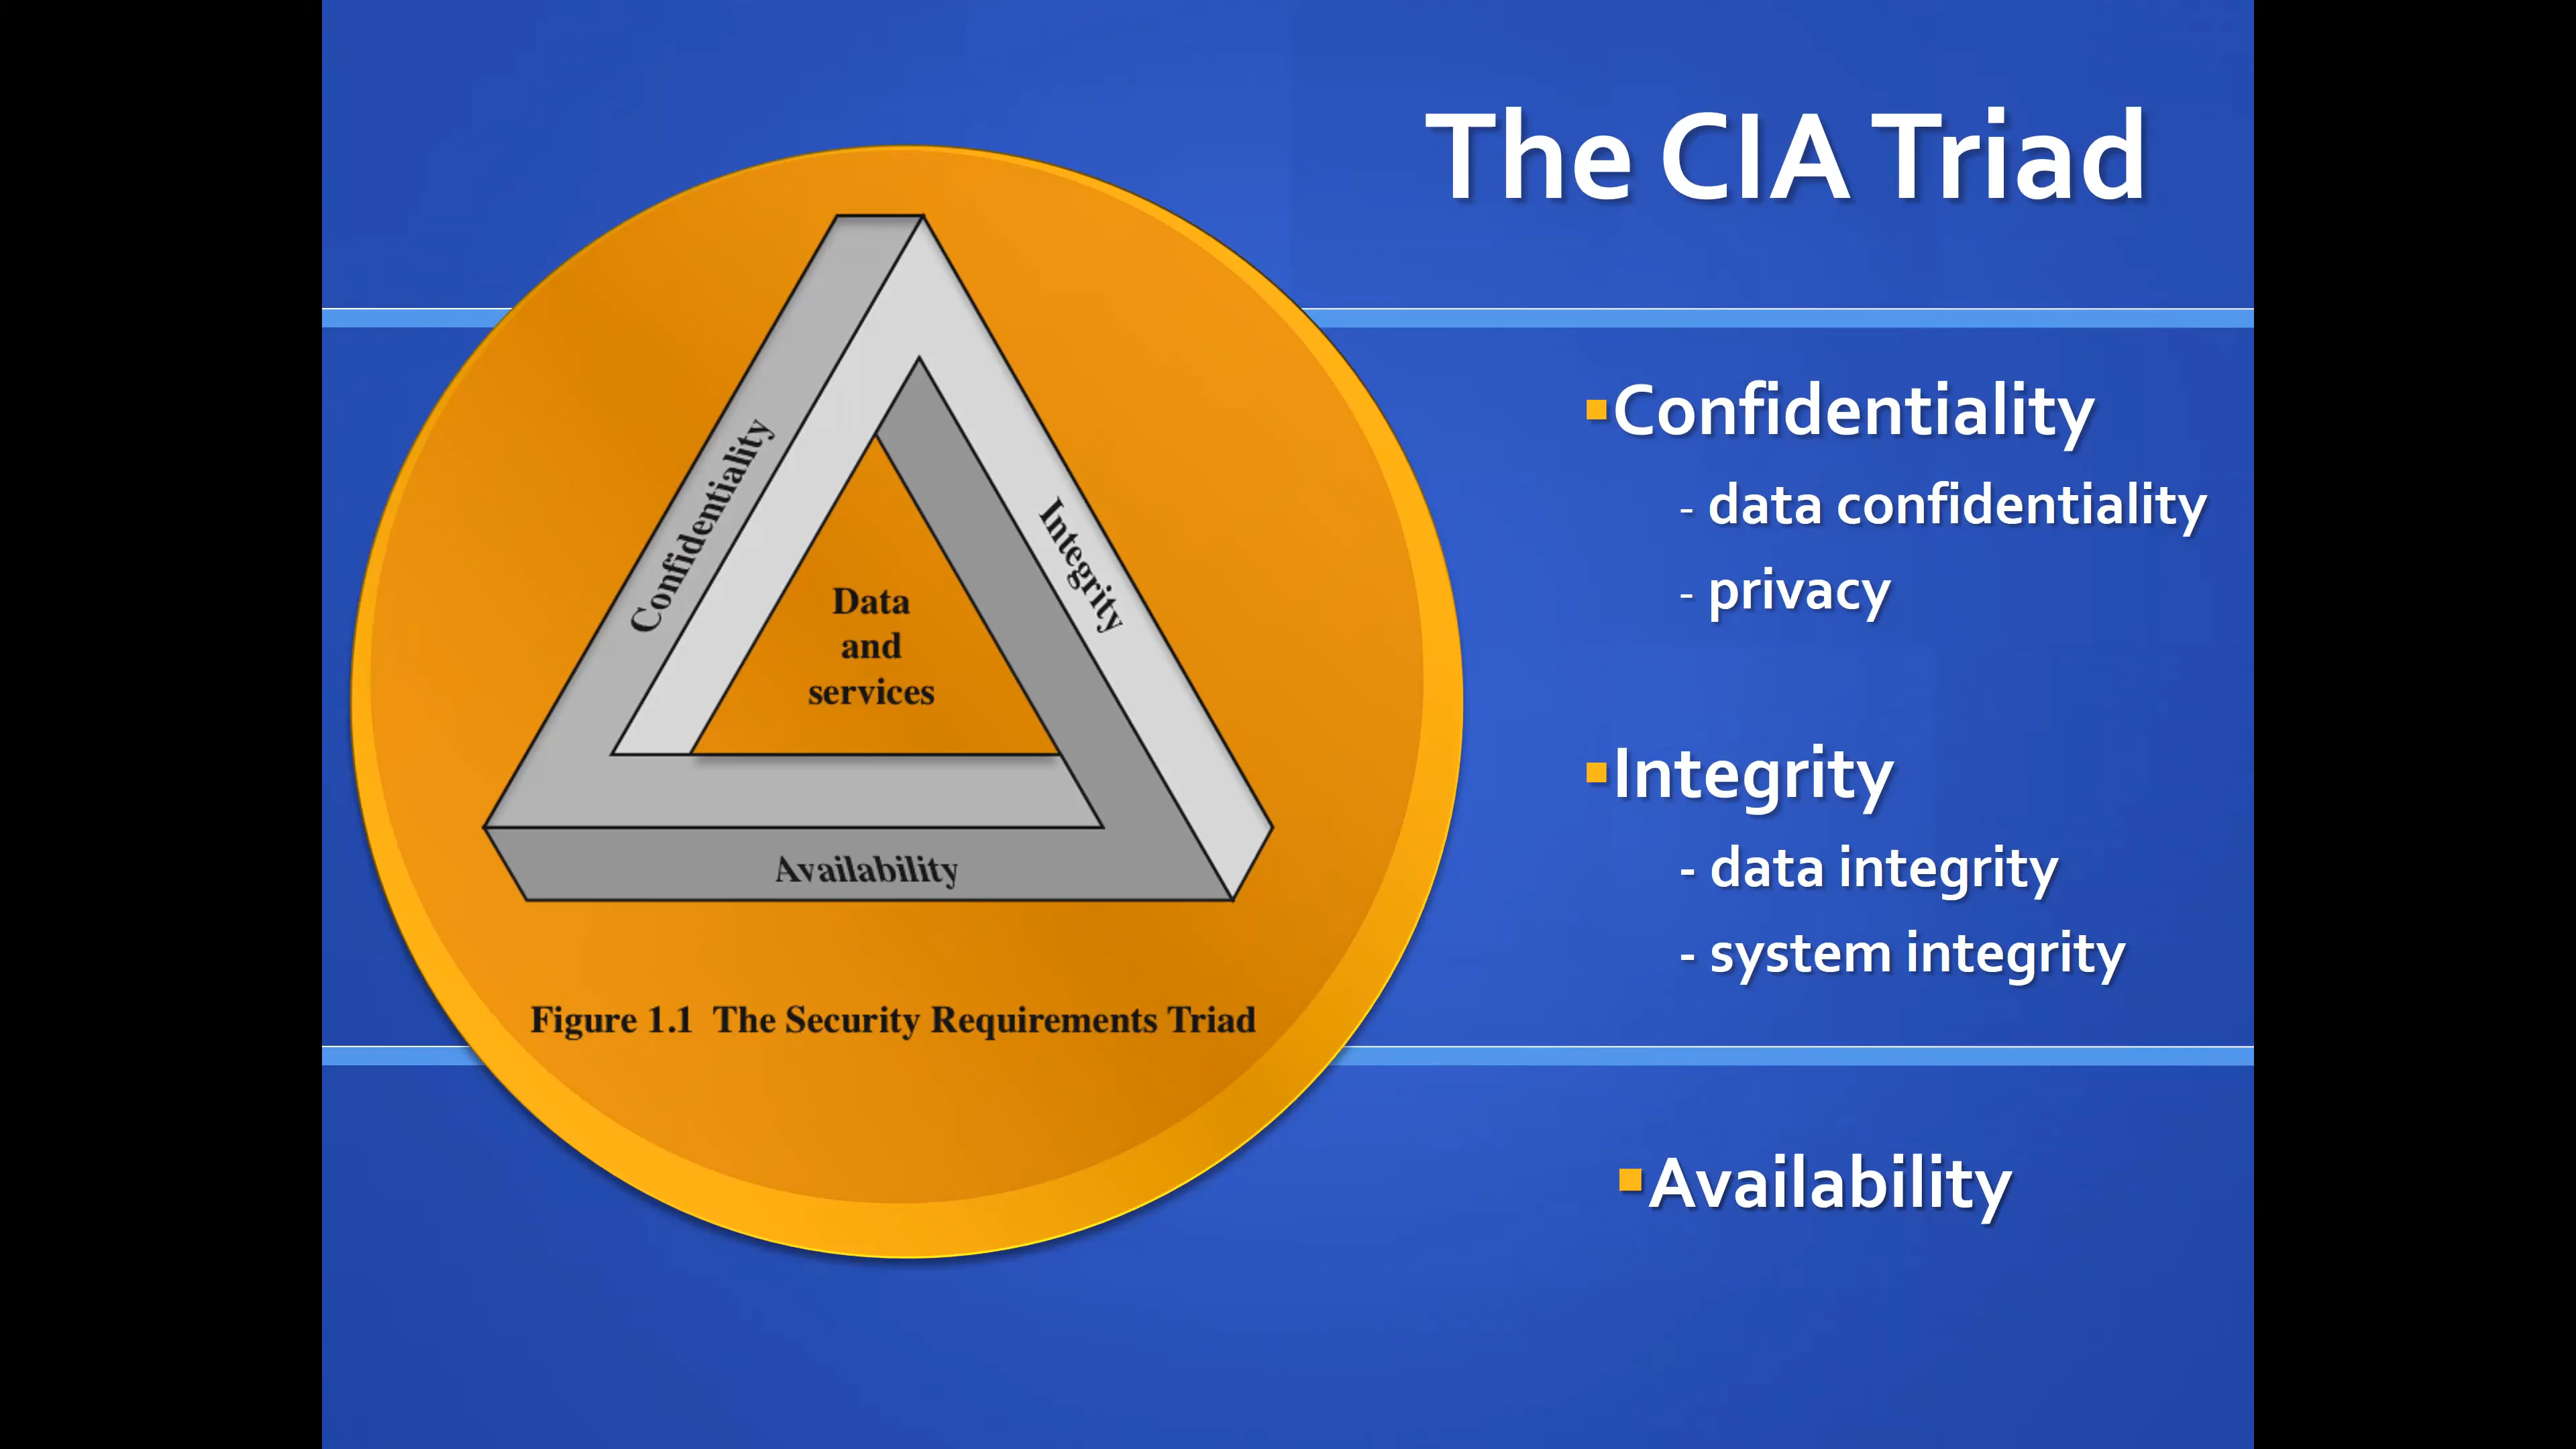 The CIA Triad
Confidentiality
Integrity
Data
and
services
Availability
Figure 1.1 The Security Requirements Triad
▪Confidentiality
- data confidentiality
- privacy
▪Integrity
- data integrity
- system integrity
▪Availability